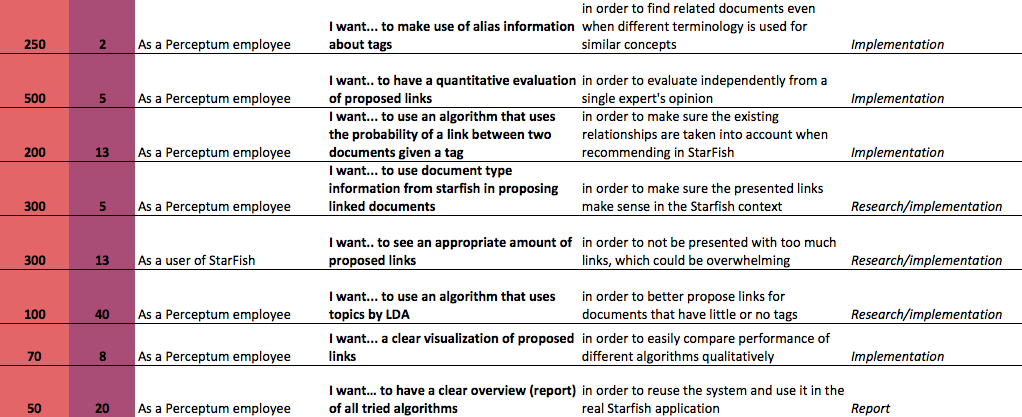 in order to find related documents even
I want... to make use of alias information when different terminology is used for
250 2 As a Perceptum employee about tags similar concepts Implementation
I want.. to have a quantitative evaluation in order to evaluate independently from a
500 5 As a Perceptum employee of proposed links single expert's opinion Implementation
I want... to use an algorithm that uses in order to make sure the existing
the probability of a link between two relationships are taken into account when
200 13 As a Perceptum employee document given a tag recommending in StarFish Implementation
I want... to use document type
information from starfish in proposing in order to make sure the presented links
300 5 As a Perceptum employee linked documents make sense in the Starfish context Research/implementation
I want.. to see an appropriate amount of in order to not be presented with too much
300 13 As a user of StarFish proposed links links, which could be overwhelming Research/implementation
I want... to use an algorithm that uses in order to better propose links for
100 40 As a Perceptum employee topics by LDA documents that have little or no tags Research/implementation
I want... a clear visualization of proposed in order to easily compare performance of
70 8 As a Perceptum employee links different algorithms qualitatively Implementation
I want... to have a clear overview (report) in order to reuse the system and use it in the
50 20 As a Perceptum employee of all tried algorithms real Starfish application Report